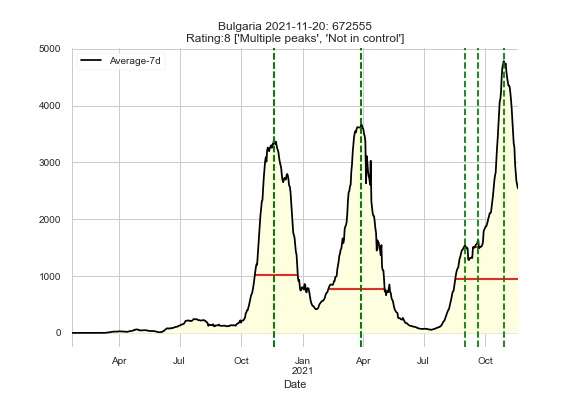 Bulgaria 2021-11-20: 672555
Rating:8 ['Multiple peaks', 'Not in control']
Average-7d
5000
4000
3000
2000
1000
0
Apr Jul Oct Jan Apr Jul Oct
2021
Date